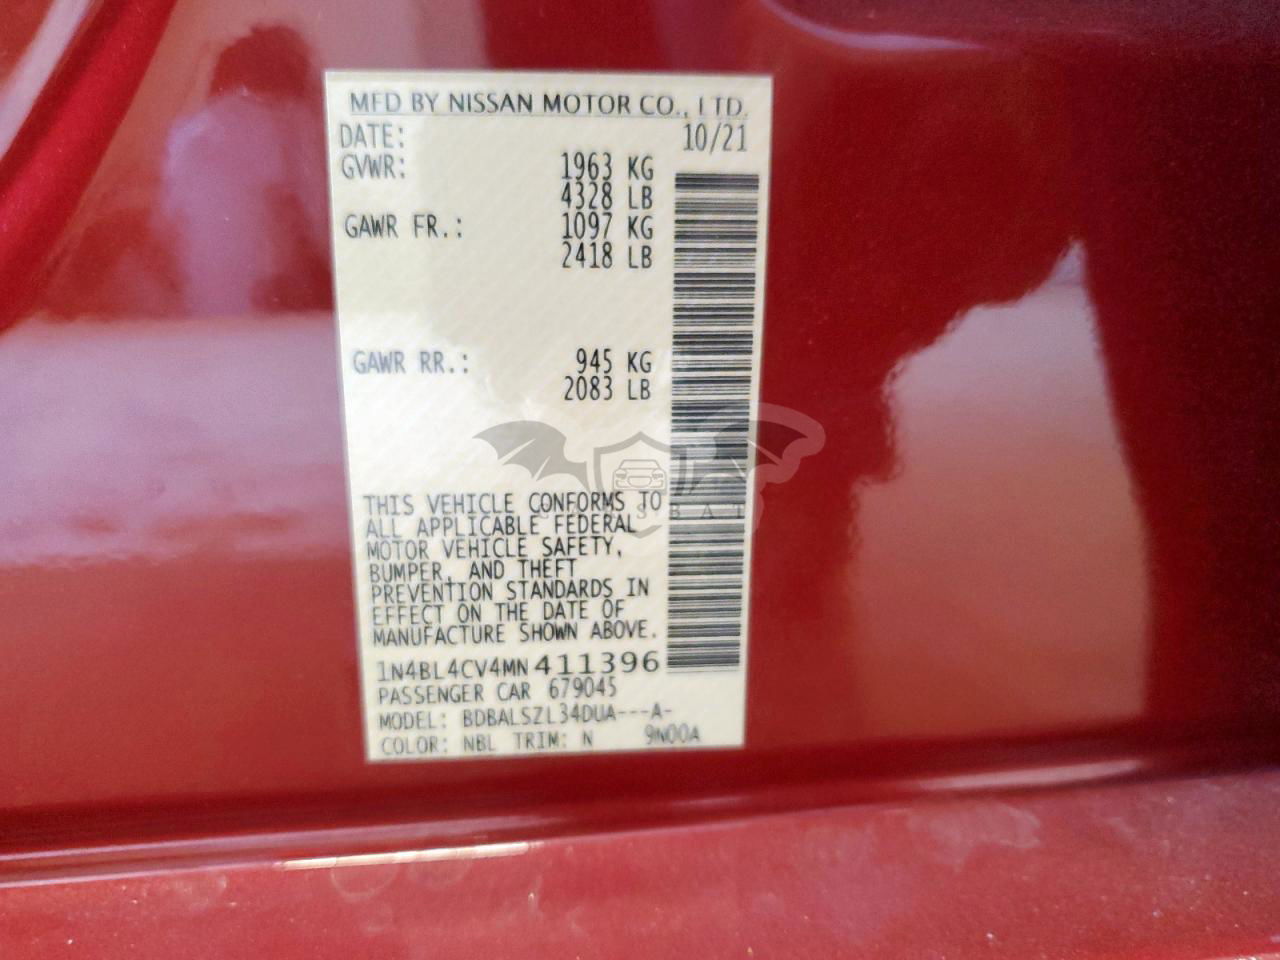 MFD BY NISSAN MOTOR CO., LTD.
DATE: 10/21
GVWR: 1963 KG
4328 LB
GAWR FR.: 1097 KG
2418 LB
GAWR RR.: 945 KG
2083 LB
THIS VEHICLE CONFORMS TO
ALL APPLICABLE FEDERAL
MOTOR VEHICLE SAFETY,
BUMPER, AND THEFT
PREVENTION STANDARDS IN
EFFECT ON THE DATE OF
MANUFACTURE SHOWN ABOVE.
1N4BL4CV4MN411396
PASSENGER CAR 679045
MODEL: BDBALSZL34DUA---A-
COLOR: NBL TRIM: N 9N00A